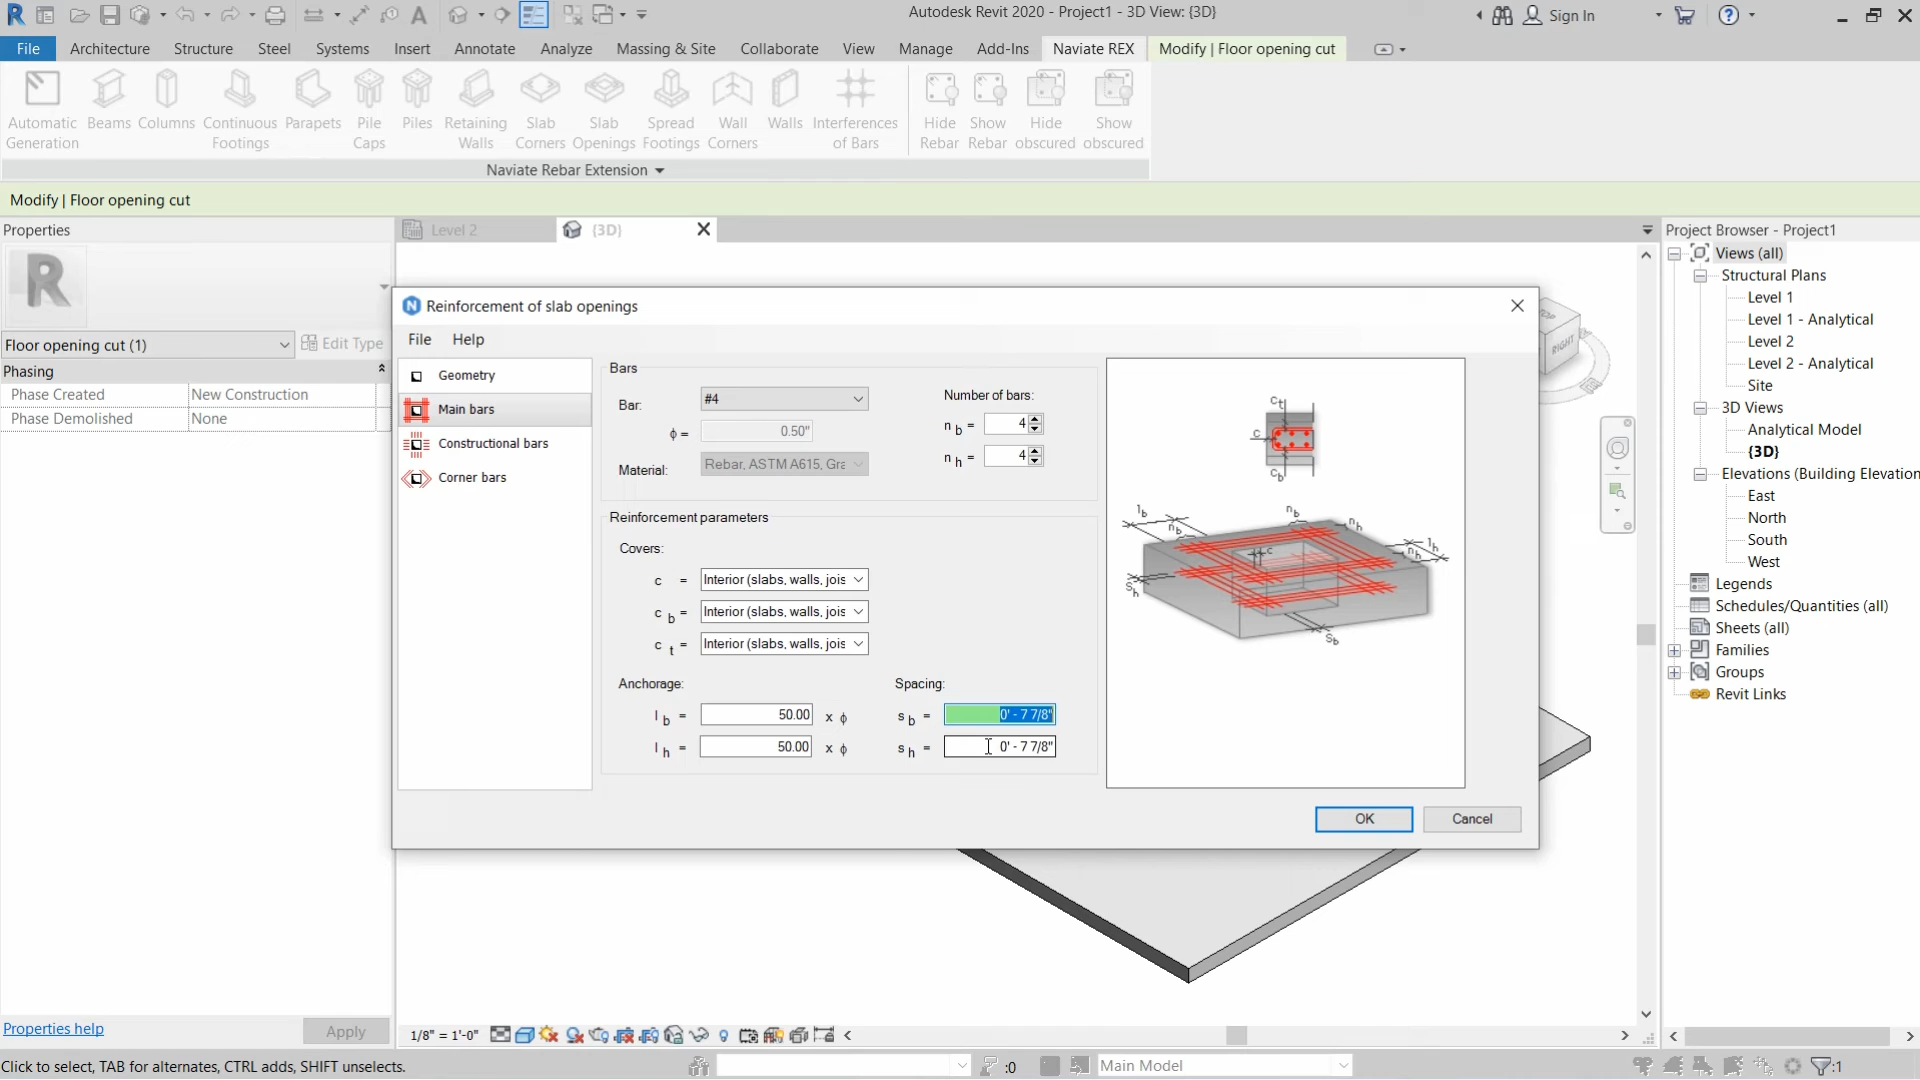 Autodesk Revit 2020 - Project1 - 3D View: {3D}
Sign In
File Architecture Structure Steel Systems Insert Annotate Analyze Massing & Site Collaborate View Manage Add-Ins Naviate REX Modify | Floor opening cut
Automatic Generation
Beams
Columns
Continuous Footings
Parapets
Pile Caps
Piles
Retaining Walls
Slab Corners
Slab Openings
Spread Footings
Wall Corners
Walls
Interferences of Bars
Hide Rebar
Show Rebar
Hide obscured
Show obscured
Naviate Rebar Extension
Modify | Floor opening cut
Properties
Level 2
{3D}
Project Browser - Project1
R
Floor opening cut (1)
Edit Type
Phasing
Phase Created New Construction
Phase Demolished None
Properties help
Apply
Reinforcement of slab openings
File Help
Geometry
Main bars
Constructional bars
Corner bars
Bars
Bar: #4
ϕ = 0.50"
Material: Rebar, ASTM A615, Gra
Number of bars:
n b = 4
n h = 4
Reinforcement parameters
Covers:
c = Interior (slabs, walls, jois
c b = Interior (slabs, walls, jois
c t = Interior (slabs, walls, jois
Anchorage:
l b = 50.00 x ϕ
l h = 50.00 x ϕ
Spacing:
s b = 0' - 7 7/8"
s h = 0' - 7 7/8"
ct
c
cb
lb
nb
nb
nh
c
lh
nh
sh
sb
OK
Cancel
TOP
RIGHT
Views (all)
Structural Plans
Level 1
Level 1 - Analytical
Level 2
Level 2 - Analytical
Site
3D Views
Analytical Model
{3D}
Elevations (Building Elevation
East
North
South
West
Legends
Schedules/Quantities (all)
Sheets (all)
Families
Groups
Revit Links
1/8" = 1'-0"
Click to select, TAB for alternates, CTRL adds, SHIFT unselects.
:0
Main Model
:1